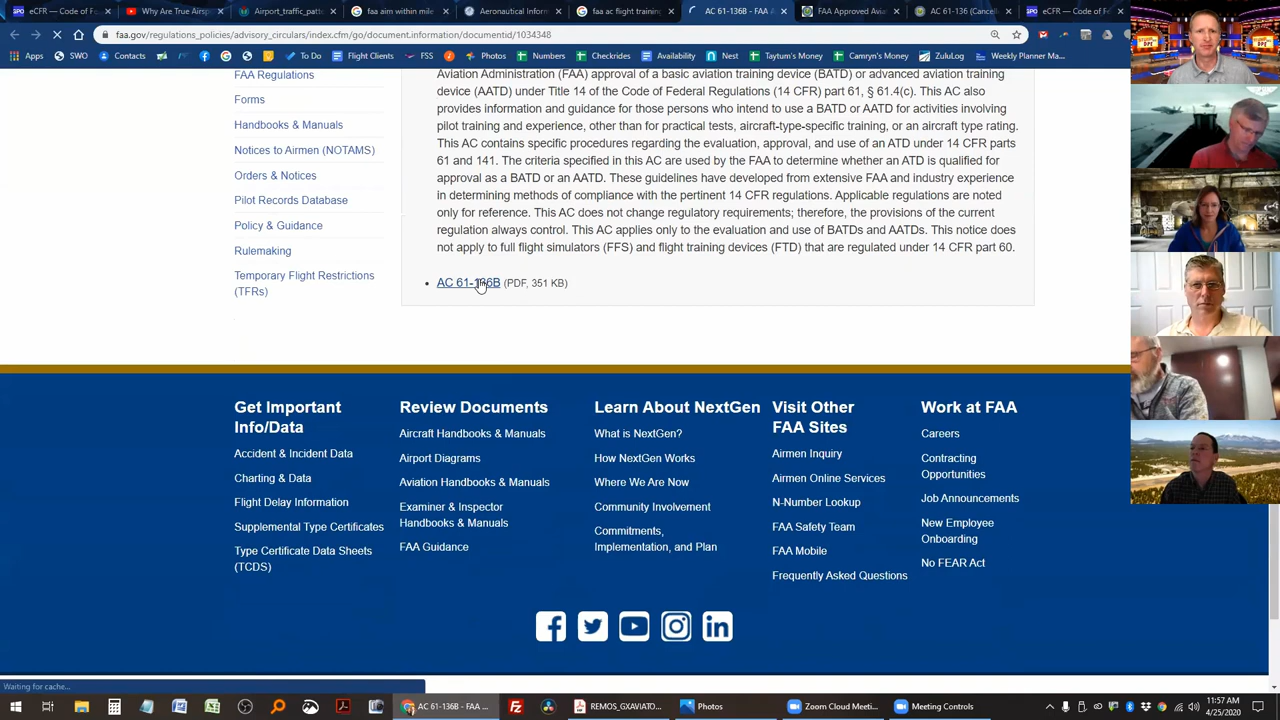 eCFR — Code of F
Why Are True Airsp
Airport_traffic_patt
faa aim within mile
Aeronautical Inform
faa ac flight training
AC 61-136B – FAA A
FAA Approved Aviat
AC 61-136 (Cancelle
eCFR — Code of Fe
faa.gov/regulations_policies/advisory_circulars/index.cfm/go/document.information/documentid/1034348
Apps
SWO
Contacts
To Do
Flight Clients
FSS
Photos
Numbers
Checkrides
Availability
Nest
Taytum's Money
Camryn's Money
ZuluLog
Weekly Planner Ma
FAA Regulations
Forms
Handbooks & Manuals
Notices to Airmen (NOTAMS)
Orders & Notices
Pilot Records Database
Policy & Guidance
Rulemaking
Temporary Flight Restrictions
(TFRs)
Aviation Administration (FAA) approval of a basic aviation training device (BATD) or advanced aviation training
device (AATD) under Title 14 of the Code of Federal Regulations (14 CFR) part 61, § 61.4(c). This AC also
provides information and guidance for those persons who intend to use a BATD or AATD for activities involving
pilot training and experience, other than for practical tests, aircraft-type-specific training, or an aircraft type rating.
This AC contains specific procedures regarding the evaluation, approval, and use of an ATD under 14 CFR parts
61 and 141. The criteria specified in this AC are used by the FAA to determine whether an ATD is qualified for
approval as a BATD or an AATD. These guidelines have developed from extensive FAA and industry experience
in determining methods of compliance with the pertinent 14 CFR regulations. Applicable regulations are noted
only for reference. This AC does not change regulatory requirements; therefore, the provisions of the current
regulation always control. This AC applies only to the evaluation and use of BATDs and AATDs. This notice does
not apply to full flight simulators (FFS) and flight training devices (FTD) that are regulated under 14 CFR part 60.
• AC 61-136B (PDF, 351 KB)
Get Important
Info/Data
Accident & Incident Data
Charting & Data
Flight Delay Information
Supplemental Type Certificates
Type Certificate Data Sheets
(TCDS)
Review Documents
Aircraft Handbooks & Manuals
Airport Diagrams
Aviation Handbooks & Manuals
Examiner & Inspector
Handbooks & Manuals
FAA Guidance
Learn About NextGen
What is NextGen?
How NextGen Works
Where We Are Now
Community Involvement
Commitments,
Implementation, and Plan
Visit Other
FAA Sites
Airmen Inquiry
Airmen Online Services
N-Number Lookup
FAA Safety Team
FAA Mobile
Frequently Asked Questions
Work at FAA
Careers
Contracting
Opportunities
Job Announcements
New Employee
Onboarding
No FEAR Act
Waiting for cache...
AC 61-136B - FAA ...
REMOS_GXAVIATO...
Photos
Zoom Cloud Meeti...
Meeting Controls
11:57 AM
4/25/2020